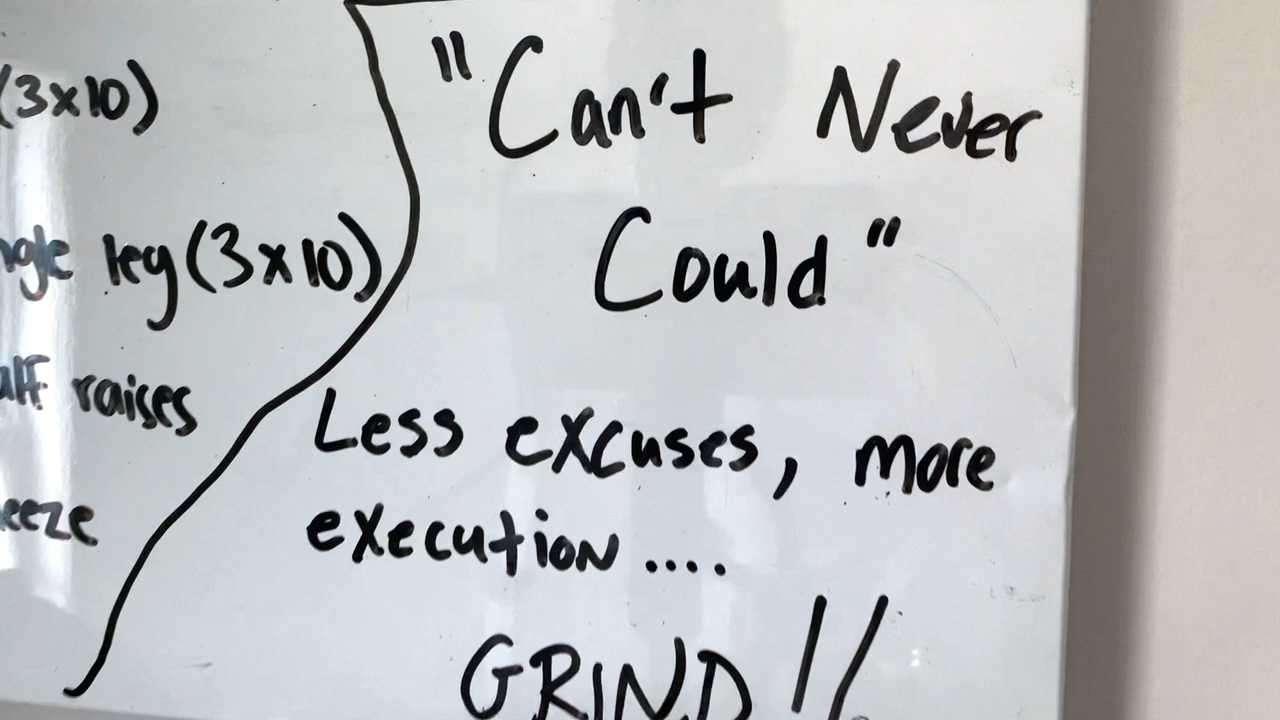 (3x10)
leg (3x10)
raises
"Can't Never
Could"
Less excuses, more
execution....
GRIND!!